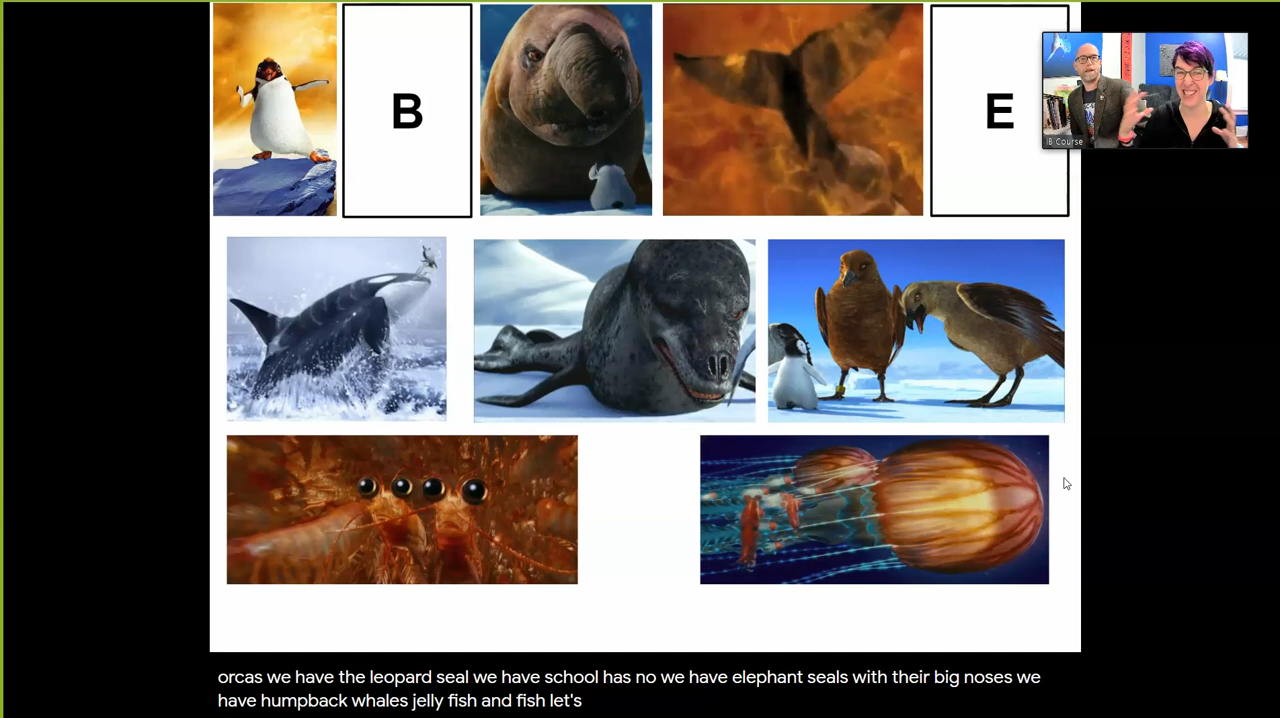 B
E
IB Course
orcas we have the leopard seal we have school has no we have elephant seals with their big noses we
have humpback whales jelly fish and fish let's